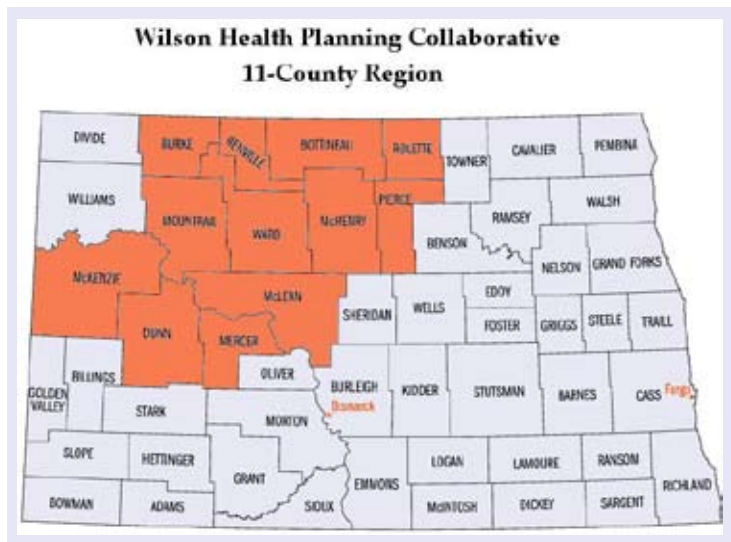 Wilson Health Planning Collaborative
11-County Region
DIVIDE
BURKE
RENVILLE
BOTTINEAU
ROLETTE
TOWNER
CAVALIER
PEMBINA
WILLIAMS
MOUNTRAIL
WARD
McHENRY
PIERCE
BENSON
RAMSEY
WALSH
McKENZIE
McLEAN
NELSON
GRAND FORKS
DUNN
MERCER
SHERIDAN
WELLS
EDDY
FOSTER
GRIGGS
STEELE
TRAILL
GOLDEN
VALLEY
BILLINGS
STARK
OLIVER
MORTON
BURLEIGH
Bismarck
KIDDER
STUTSMAN
BARNES
CASS
Fargo
SLOPE
HETTINGER
GRANT
EMMONS
LOGAN
LAMOURE
RANSOM
RICHLAND
BOWMAN
ADAMS
SIOUX
McINTOSH
DICKEY
SARGENT